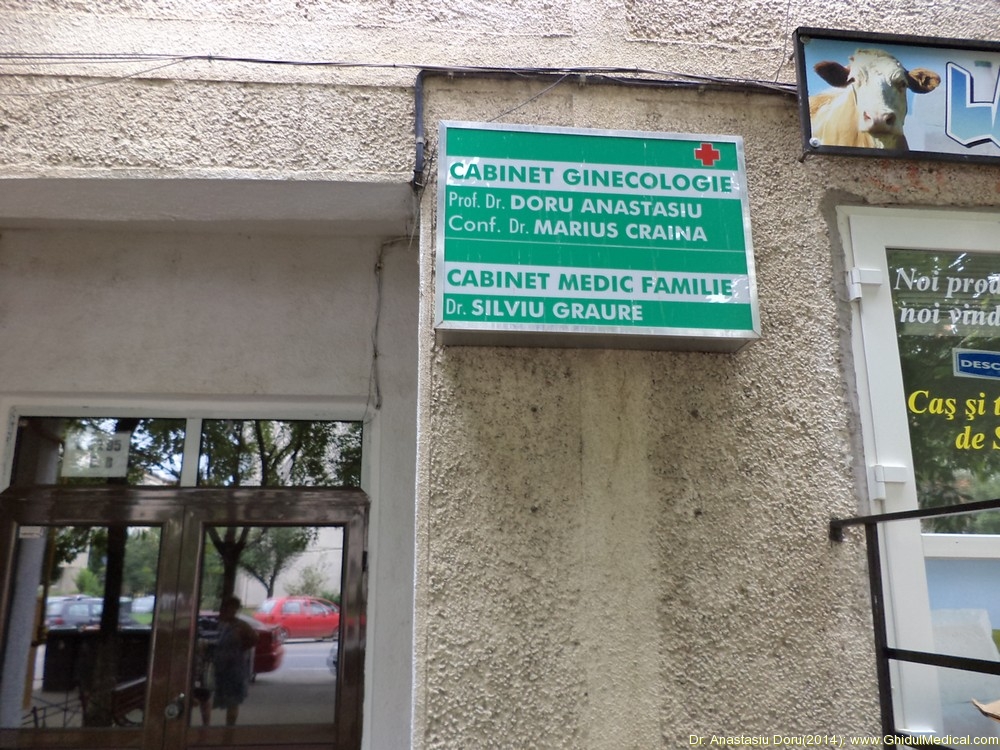 CABINET GINECOLOGIE
Prof. Dr. DORU ANASTASIU
Conf. Dr. MARIUS CRAINA
CABINET MEDIC FAMILIE
Dr. SILVIU GRAURE
Noi
noi vind
Caş şi
de
Dr. Anastasiu Doru(2014), www.GhidulMedical.com